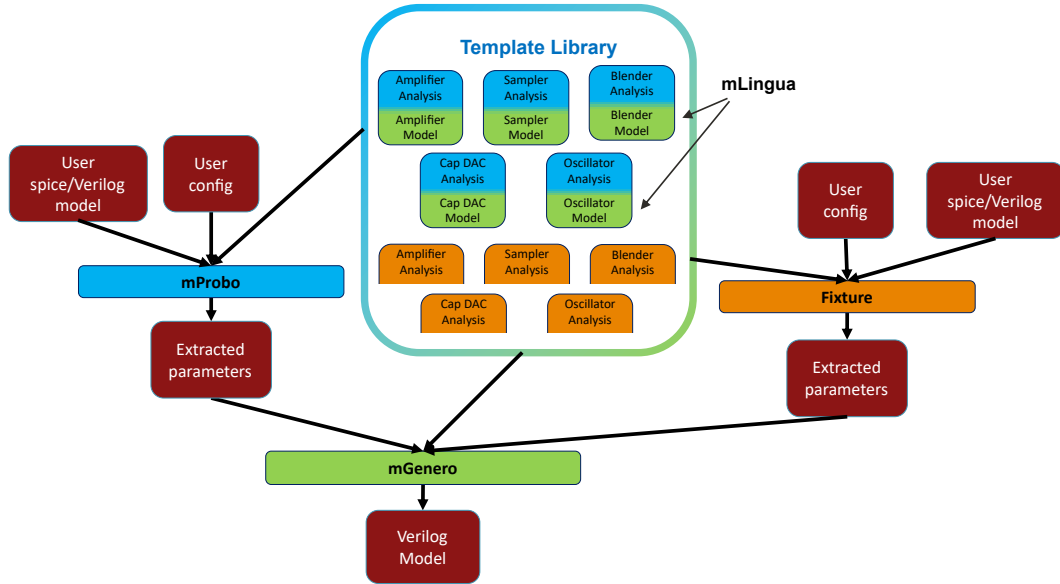 Template Library
Amplifier
Analysis
Amplifier
Model
Sampler
Analysis
Sampler
Model
Blender
Analysis
Blender
Model
mLingua
Cap DAC
Analysis
Cap DAC
Model
Oscillator
Analysis
Oscillator
Model
Amplifier
Analysis
Sampler
Analysis
Blender
Analysis
Cap DAC
Analysis
Oscillator
Analysis
User
spice/Verilog
model
User
config
mProbo
Extracted
parameters
User
config
User
spice/Verilog
model
Fixture
Extracted
parameters
mGenero
Verilog
Model